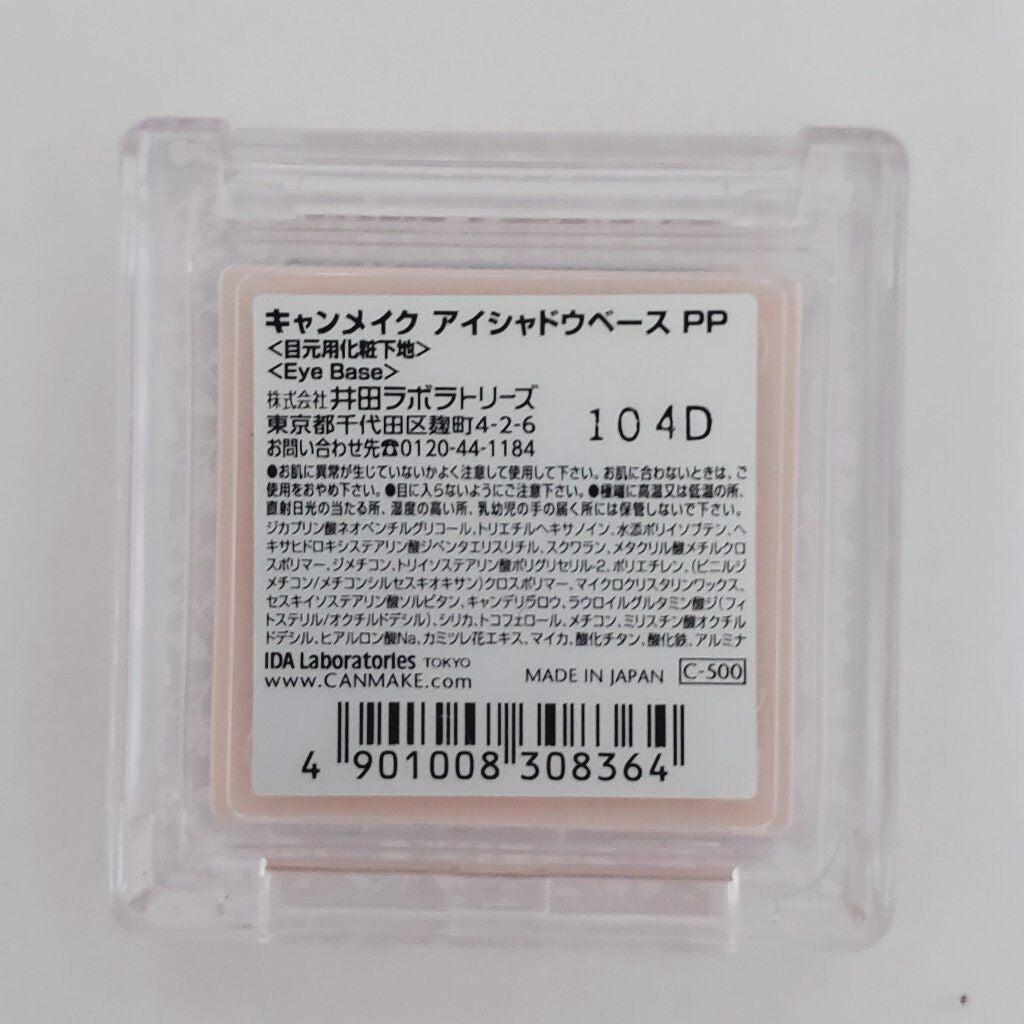 キャンメイク アイシャドウベース PP
<目元用化粧下地>
<Eye Base>
株式会社 井田ラボラトリーズ
東京都千代田区麹町4-2-6
お問い合わせ先☎0120-44-1184
104D
●お肌に異常が生じていないかよく注意して使用して下さい。お肌に合わないときは、ご
使用をおやめ下さい。●目に入らないようにご注意下さい。●極端に高温又は低温の所、
直射日光の当たる所、湿度の高い所、乳幼児の手の届く所には保管しないで下さい。
ジカプリン酸ネオペンチルグリコール、トリエチルヘキサノイン、水添ポリイソブテン、ヘ
キサヒドロキシステアリン酸ジペンタエリスリチル、スクワラン、メタクリル酸メチルクロ
スポリマー、ジメチコン、トリイソステアリン酸ポリグリセリル-2、ポリエチレン、(ビニルジ
メチコン/メチコンシルセスキオキサン)クロスポリマー、マイクロクリスタリンワックス、
セスキイソステアリン酸ソルビタン、キャンデリラロウ、ラウロイルグルタミン酸ジ(フィ
トステリル/オクチルドデシル)、シリカ、トコフェロール、メチコン、ミリスチン酸オクチル
ドデシル、ヒアルロン酸Na、カミツレ花エキス、マイカ、酸化チタン、酸化鉄、アルミナ
IDA Laboratories TOKYO
www.CANMAKE.com MADE IN JAPAN C-500
4 901008 308364